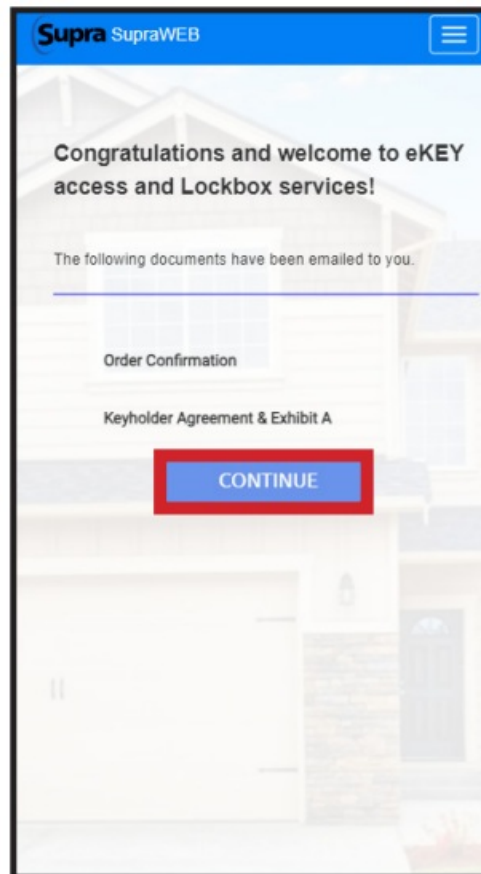 Supra SupraWEB
Congratulations and welcome to eKEY
access and Lockbox services!
The following documents have been emailed to you.
Order Confirmation
Keyholder Agreement & Exhibit A
CONTINUE